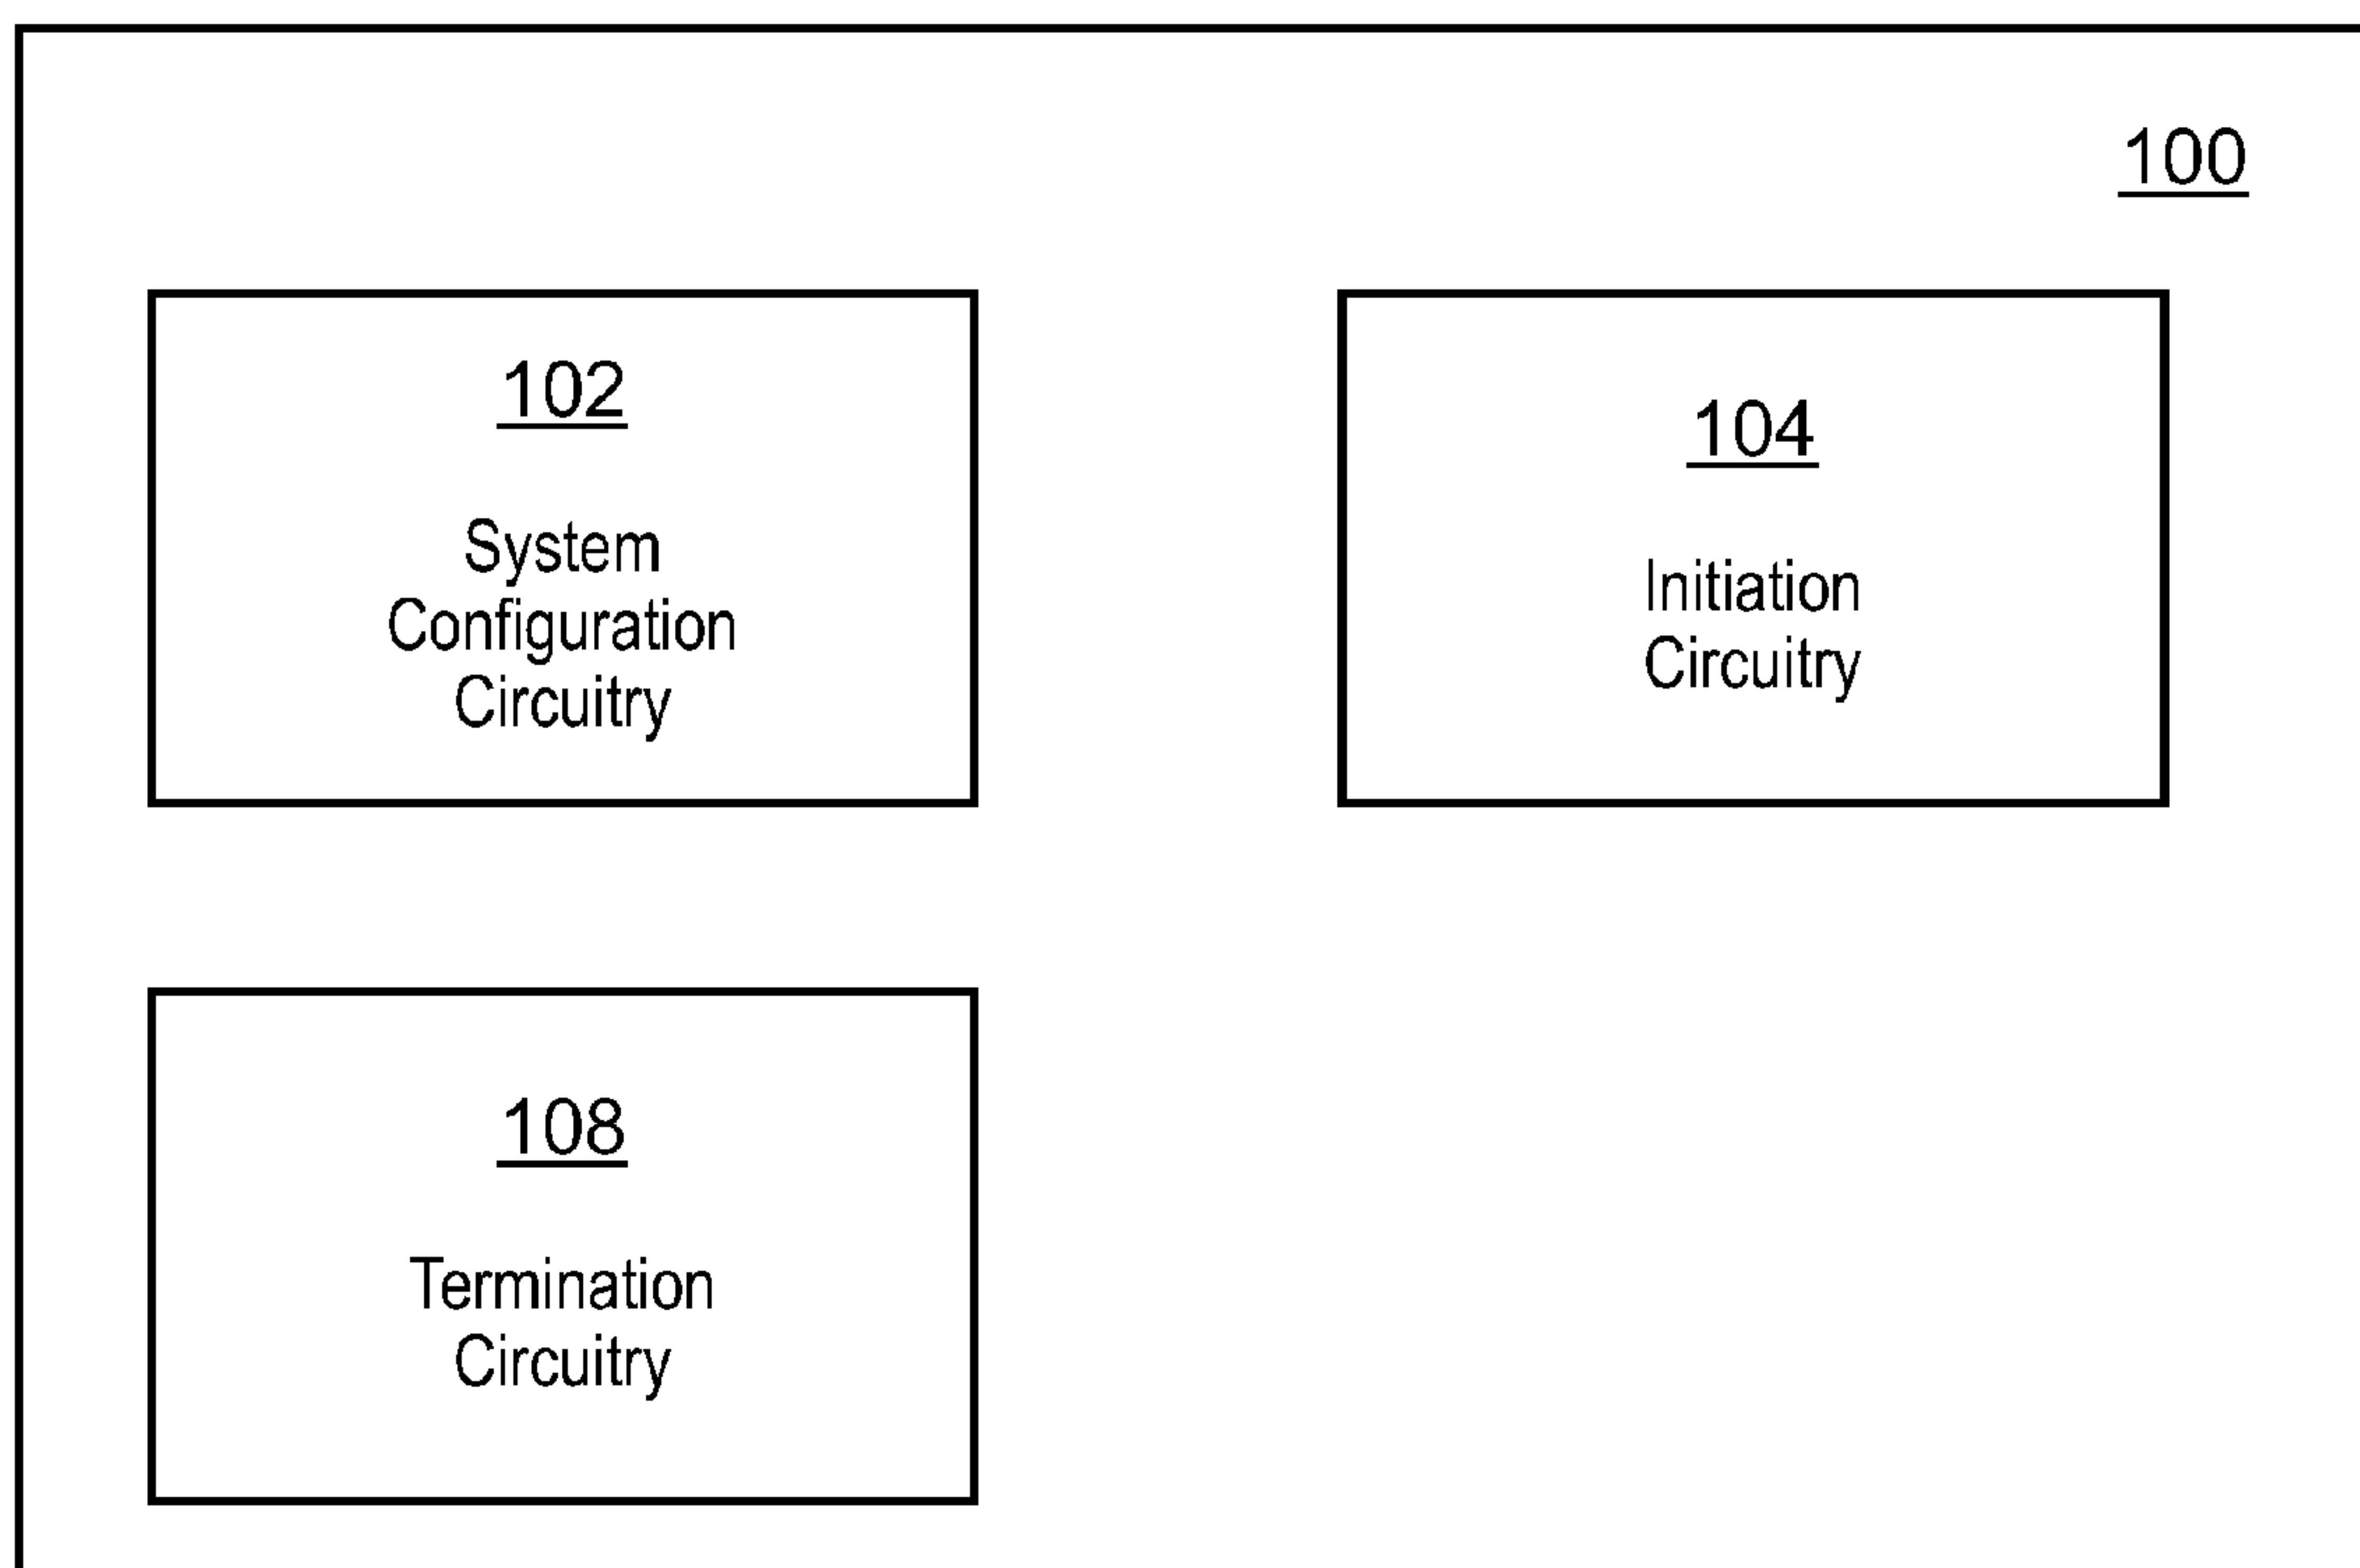 100
102
System
Configuration
Circuitry
104
Initiation
Circuitry
108
Termination
Circuitry